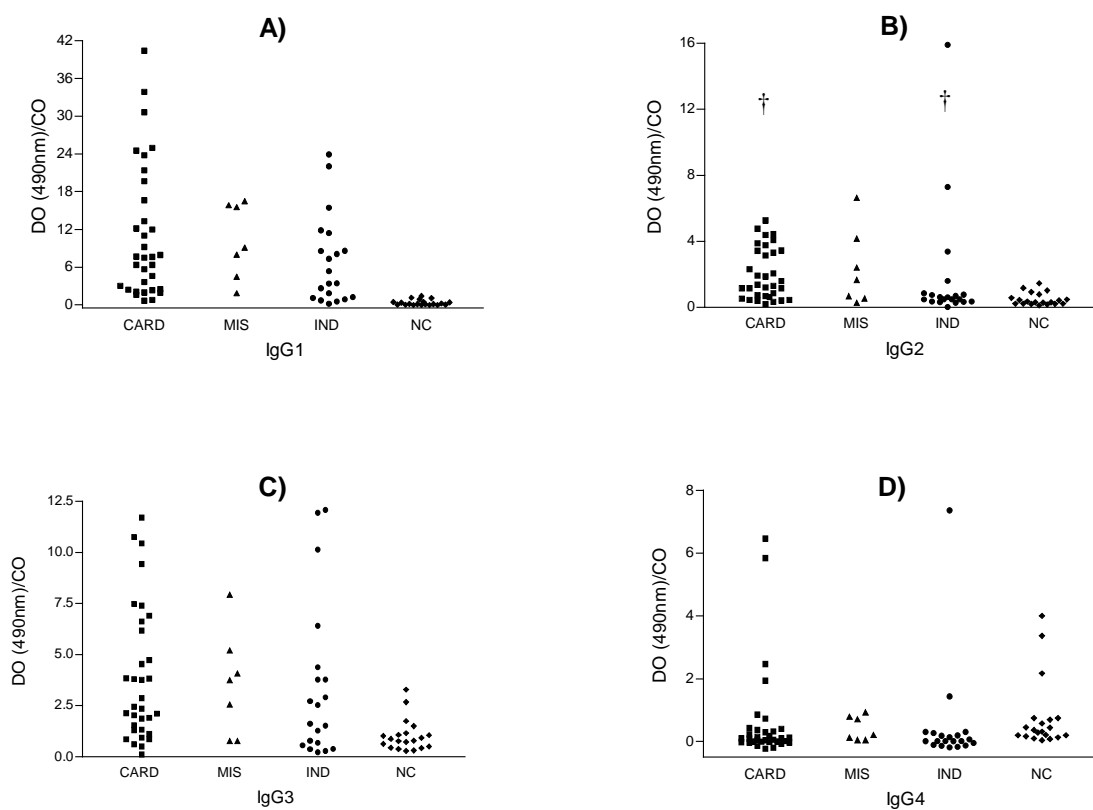 A)
DO (490nm)/CO
42
36
30
24
18
12
6
0
CARD MIS IND NC
IgG1
B)
DO (490nm)/CO
16
12
8
4
0
† †
CARD MIS IND NC
IgG2
C)
DO (490nm)/CO
12.5
10.0
7.5
5.0
2.5
0.0
CARD MIS IND NC
IgG3
D)
DO (490nm)/CO
8
6
4
2
0
CARD MIS IND NC
IgG4